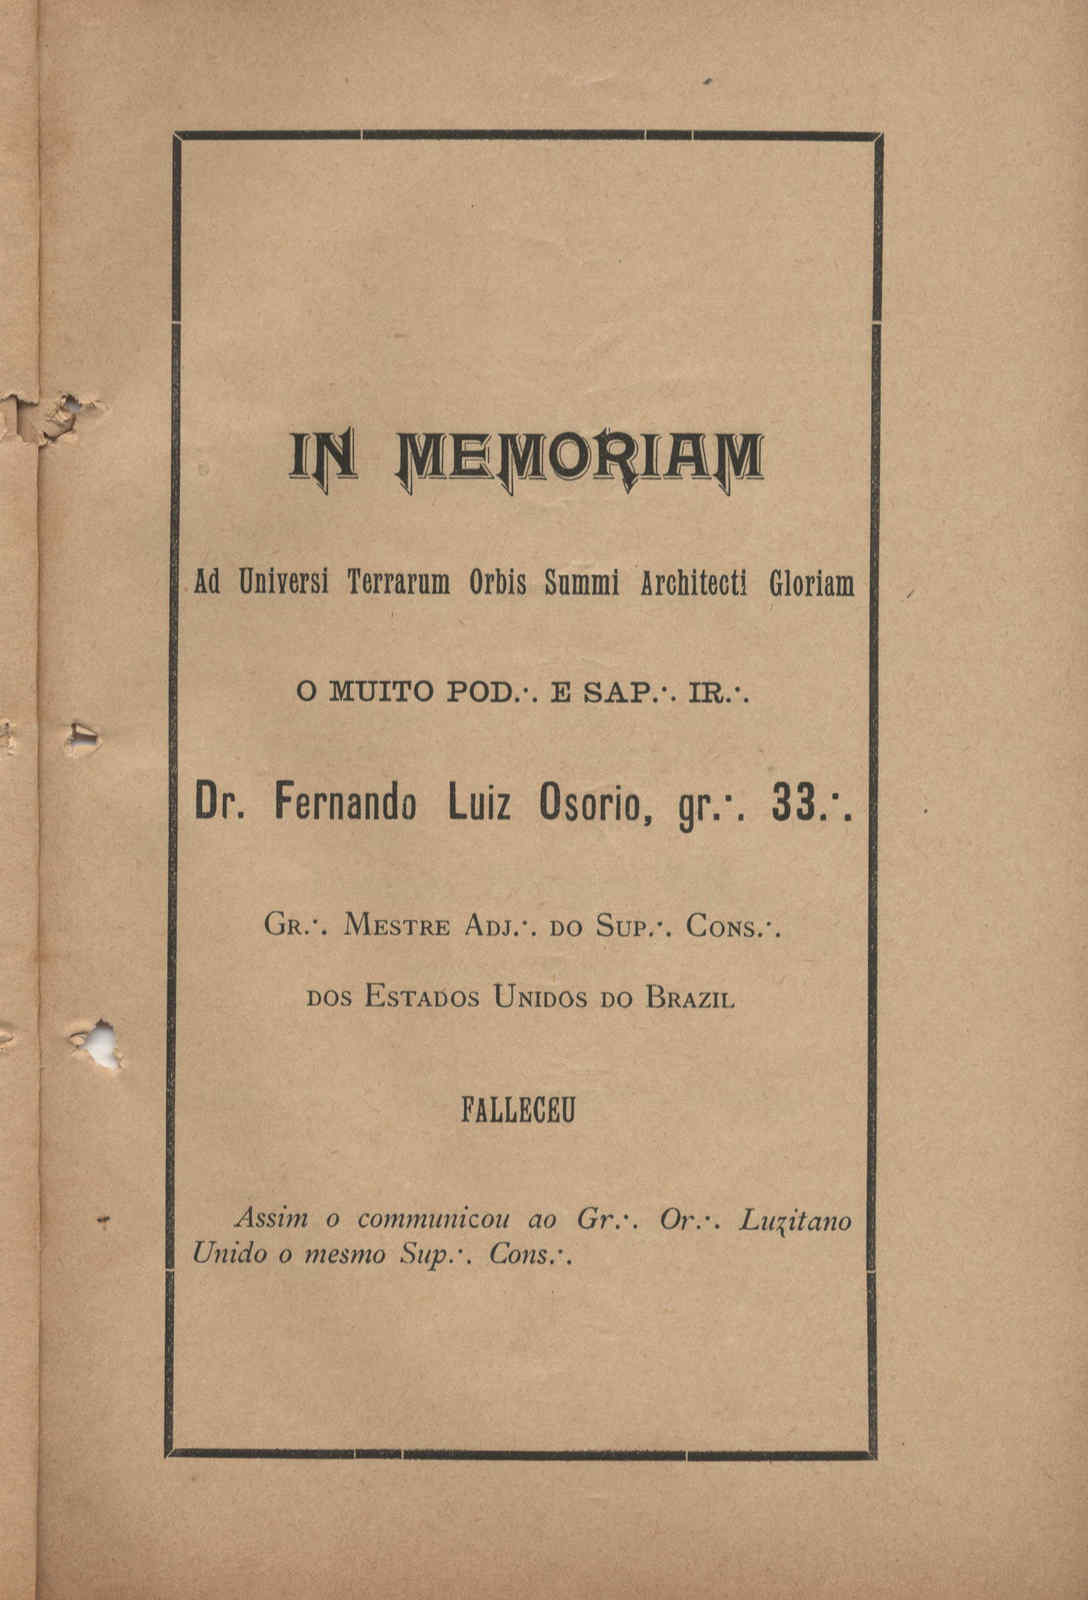 IN MEMORIAM
Ad Universi Terrarum Orbis Summi Architecti Gloriam
O MUITO POD.·. E SAP.·. IR.·.
Dr. Fernando Luiz Osorio, gr.·. 33.·.
GR.·. MESTRE ADJ.·. DO SUP.·. CONS.·.
DOS ESTADOS UNIDOS DO BRAZIL
FALLECEU
Assim o communicou ao Gr.·. Or.·. Luzitano
Unido o mesmo Sup.·. Cons.·.